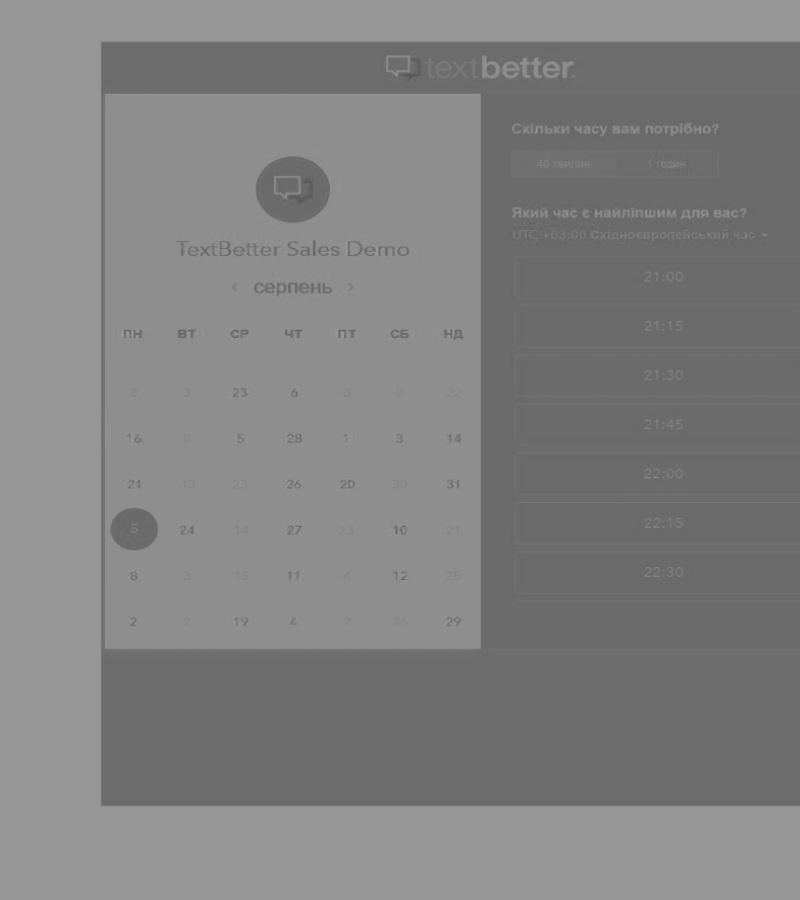 textbetter.
TextBetter Sales Demo
‹ серпень ›
ПН ВТ СР ЧТ ПТ СБ НД
3 23 6 22
16 5 28 1 3 14
21 13 23 26 20 30 31
5 24 14 27 23 10 21
8 3 15 11 4 12 25
2 2 19 4 7 26 29
Скільки часу вам потрібно?
40 хвилин 1 годин
Який час є найліпшим для вас?
UTC +03:00 Східноєвропейський час
21:00
21:15
21:30
21:45
22:00
22:15
22:30